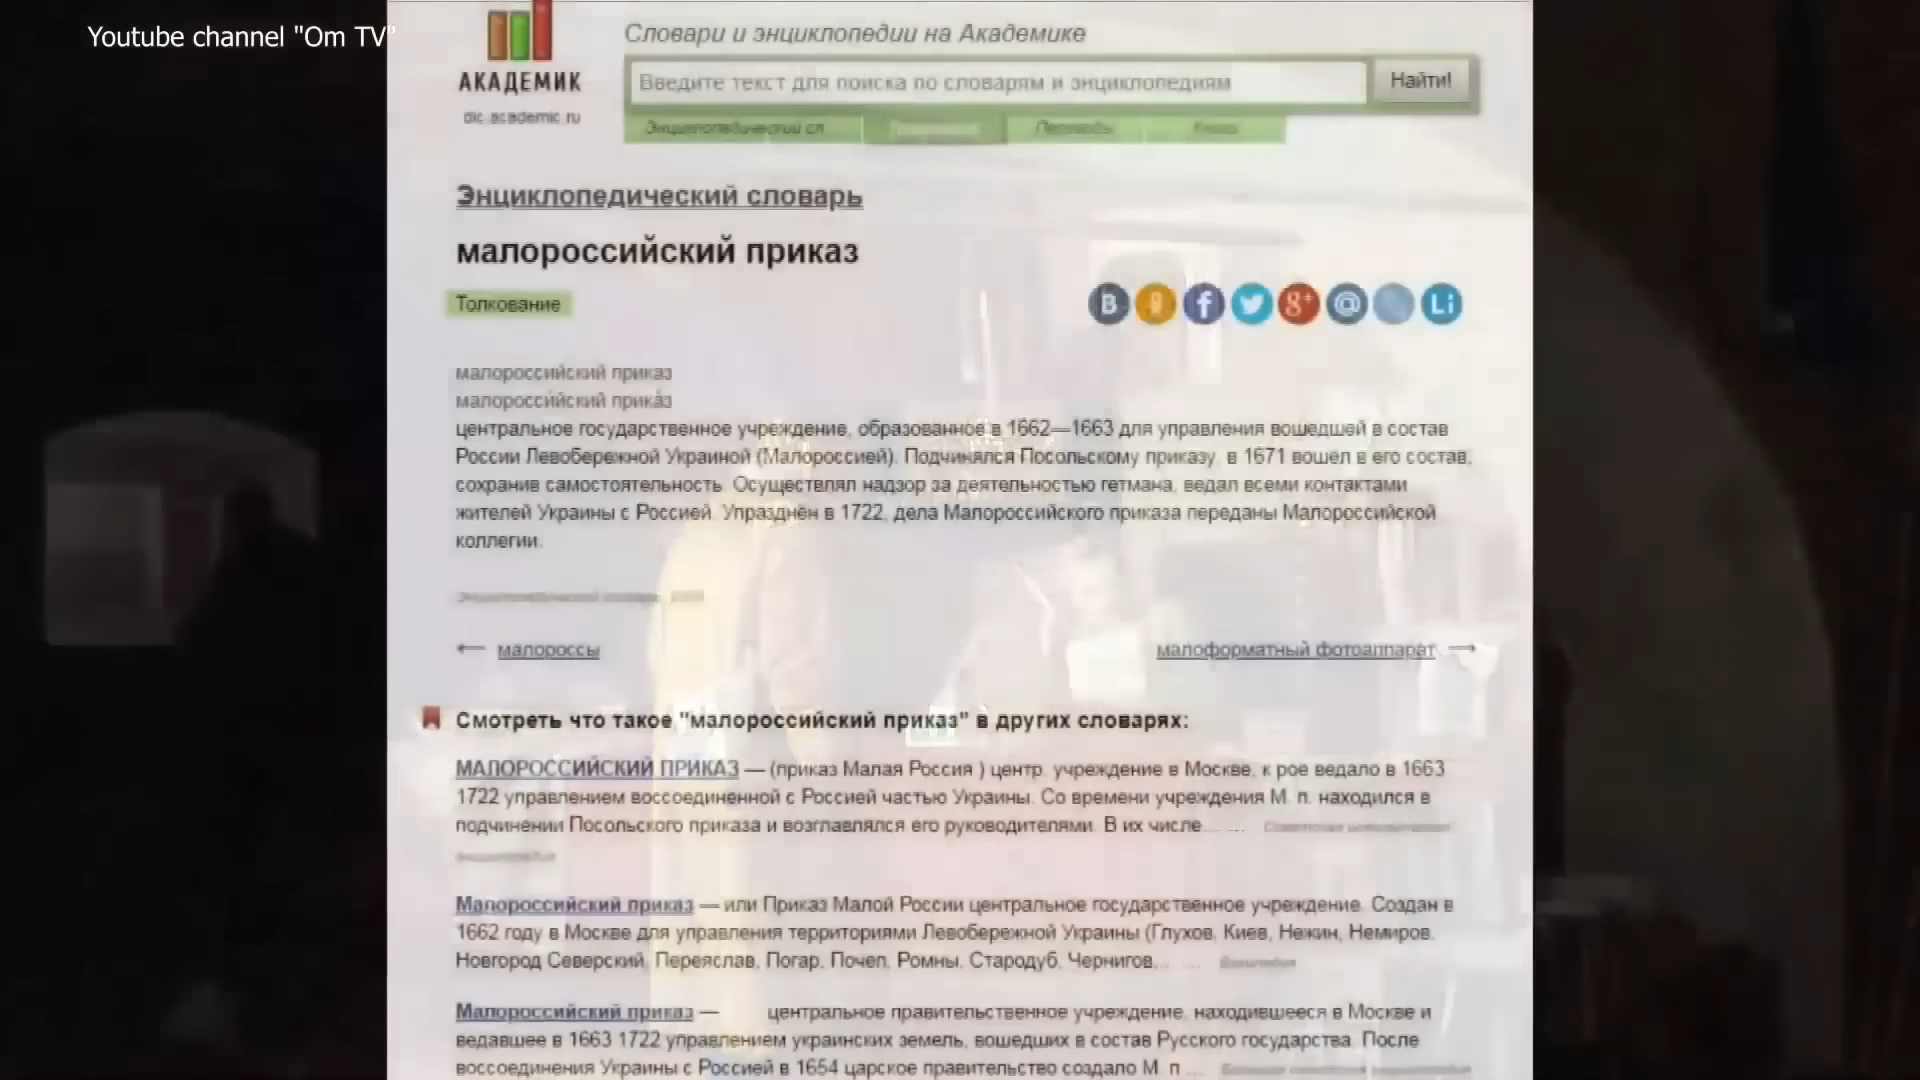 Youtube channel "Om TV"
АКАДЕМИК
dic.academic.ru
Словари и энциклопедии на Академике
Введите текст для поиска по словарям и энциклопедиям
Найти!
Энциклопедический сл
Переводы
Книги
Энциклопедический словарь
малороссийский приказ
Толкование
малороссийский приказ
малоросси́йский прика́з
центральное государственное учреждение, образованное в 1662—1663 для управления вошедшей в состав
России Левобережной Украиной (Малороссией). Подчинялся Посольскому приказу, в 1671 вошел в его состав,
сохранив самостоятельность. Осуществлял надзор за деятельностью гетмана, ведал всеми контактами
жителей Украины с Россией. Упразднён в 1722, дела Малороссийского приказа переданы Малороссийской
коллегии.
← малороссы
малоформатный фотоаппарат →
Смотреть что такое "малороссийский приказ" в других словарях:
МАЛОРОССИЙСКИЙ ПРИКАЗ — (приказ Малая Россия ) центр. учреждение в Москве, к рое ведало в 1663
1722 управлением воссоединенной с Россией частью Украины. Со времени учреждения М. п. находился в
подчинении Посольского приказа и возглавлялся его руководителями. В их числе… …
Малороссийский приказ — или Приказ Малой России центральное государственное учреждение. Создан в
1662 году в Москве для управления территориями Левобережной Украины (Глухов, Киев, Нежин, Немиров,
Новгород Северский, Переяслав, Погар, Почеп, Ромны, Стародуб, Чернигов,… …
Малороссийский приказ — центральное правительственное учреждение, находившееся в Москве и
ведавшее в 1663 1722 управлением украинских земель, вошедших в состав Русского государства. После
воссоединения Украины с Россией в 1654 царское правительство создало М. п …